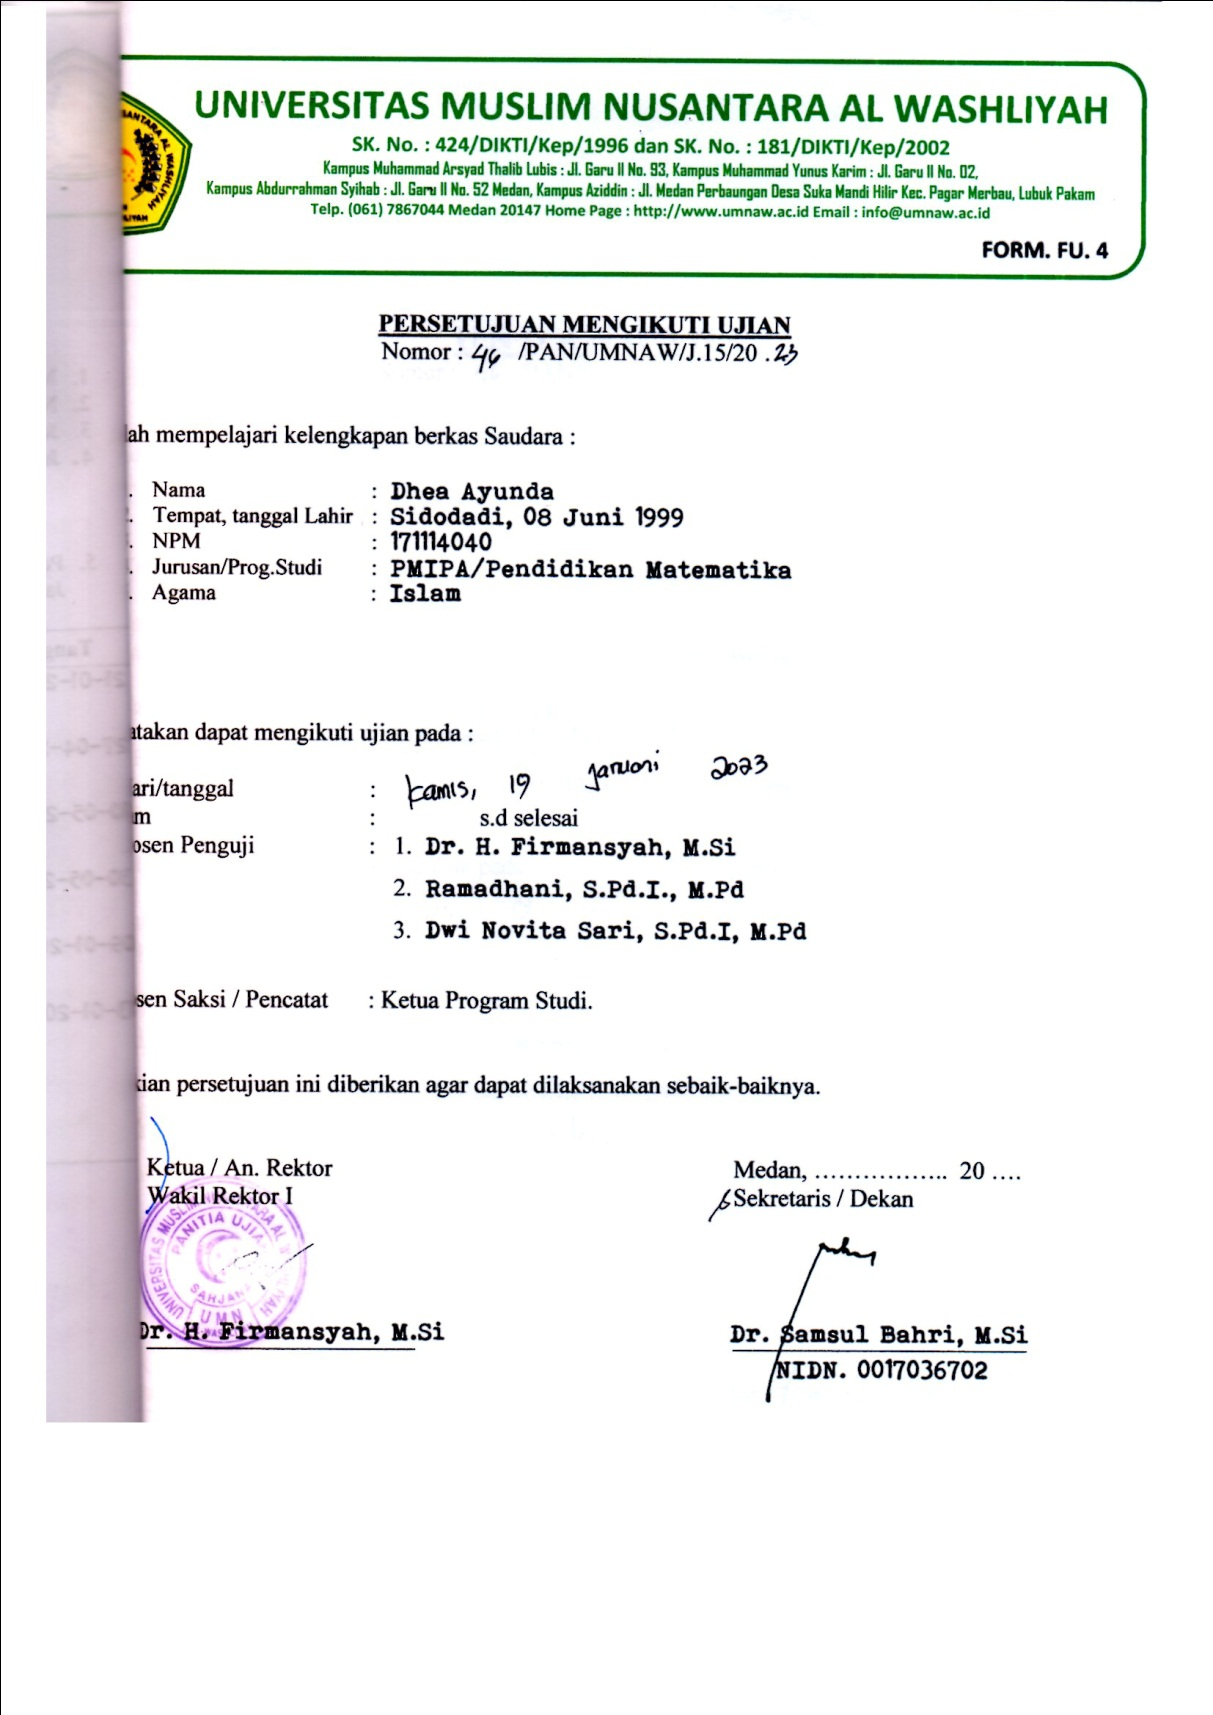 UNIVERSITAS MUSLIM NUSANTARA AL WASHLIYAH
SK. No. : 424/DIKTI/Kep/1996 dan SK. No. : 181/DIKTI/Kep/2002
Kampus Muhammad Arsyad Thalib Lubis : Jl. Garu II No. 93, Kampus Muhammad Yunus Karim : Jl. Garu II No. 02,
Kampus Abdurrahman Syihab : Jl. Garu II No. 52 Medan, Kampus Aziddin : Jl. Medan Perbaungan Desa Suka Mandi Hilir Kec. Pagar Merbau, Lubuk Pakam
Telp. (061) 7867044 Medan 20147 Home Page : http://www.umnaw.ac.id Email : info@umnaw.ac.id
FORM. FU. 4
PERSETUJUAN MENGIKUTI UJIAN
Nomor : 46 /PAN/UMNAW/J.15/20 .23
lah mempelajari kelengkapan berkas Saudara :
. Nama : Dhea Ayunda
. Tempat, tanggal Lahir : Sidodadi, 08 Juni 1999
. NPM : 171114040
. Jurusan/Prog.Studi : PMIPA/Pendidikan Matematika
. Agama : Islam
atakan dapat mengikuti ujian pada :
ari/tanggal : kamis, 19 januari 2023
m : s.d selesai
osen Penguji : 1. Dr. H. Firmansyah, M.Si
2. Ramadhani, S.Pd.I., M.Pd
3. Dwi Novita Sari, S.Pd.I, M.Pd
sen Saksi / Pencatat : Ketua Program Studi.
kian persetujuan ini diberikan agar dapat dilaksanakan sebaik-baiknya.
Ketua / An. Rektor
Wakil Rektor I
PANITIA UJIAN
SARJANA
UMN
Dr. H. Firmansyah, M.Si
Medan, ................. 20 ....
Sekretaris / Dekan
Dr. Samsul Bahri, M.Si
NIDN. 0017036702